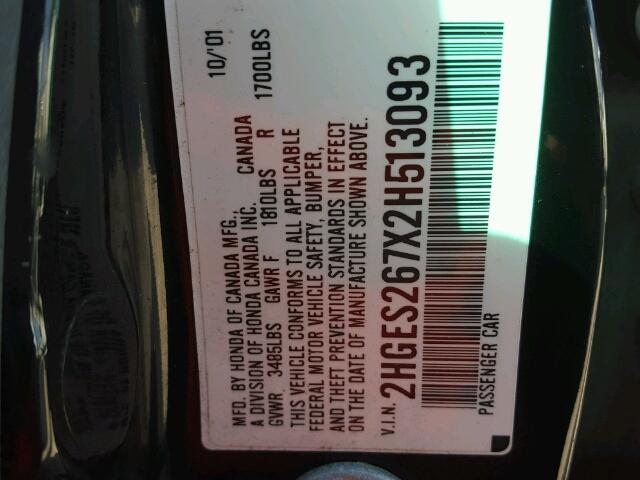 MFD. BY HONDA OF CANADA MFG., 10/'01
A DIVISION OF HONDA CANADA INC. CANADA
GVWR 3485LBS GAWR F 1810LBS R 1700LBS
THIS VEHICLE CONFORMS TO ALL APPLICABLE
FEDERAL MOTOR VEHICLE SAFETY, BUMPER,
AND THEFT PREVENTION STANDARDS IN EFFECT
ON THE DATE OF MANUFACTURE SHOWN ABOVE.
V.I.N. 2HGES267X2H513093
PASSENGER CAR